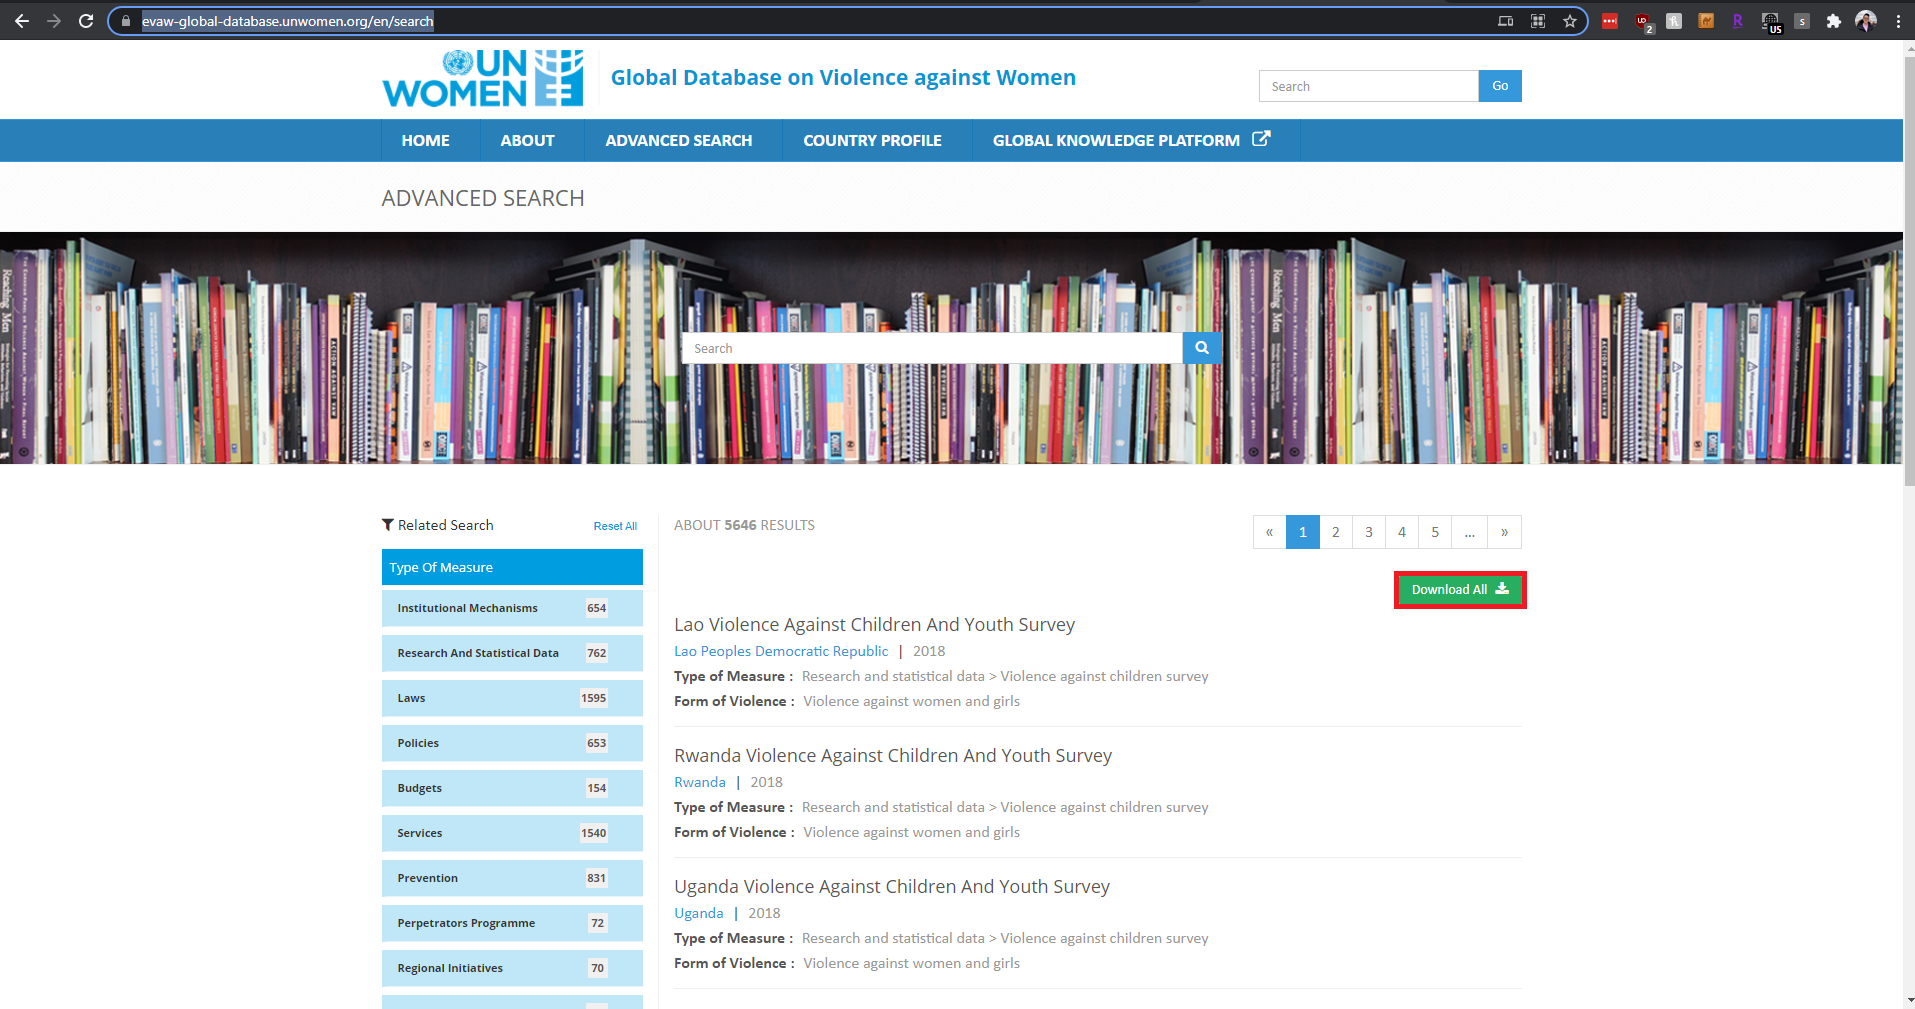 evaw-global-database.unwomen.org/en/search
2
US
UN
WOMEN
Global Database on Violence against Women
Search
Go
HOME
ABOUT
ADVANCED SEARCH
COUNTRY PROFILE
GLOBAL KNOWLEDGE PLATFORM
ADVANCED SEARCH
Reaching Men
Search
Related Search
Reset All
ABOUT 5646 RESULTS
« 1 2 3 4 5 ... »
Type Of Measure
Download All
Institutional Mechanisms 654
Research And Statistical Data 762
Laws 1595
Policies 653
Budgets 154
Services 1540
Prevention 831
Perpetrators Programme 72
Regional Initiatives 70
Lao Violence Against Children And Youth Survey
Lao Peoples Democratic Republic | 2018
Type of Measure : Research and statistical data > Violence against children survey
Form of Violence : Violence against women and girls
Rwanda Violence Against Children And Youth Survey
Rwanda | 2018
Type of Measure : Research and statistical data > Violence against children survey
Form of Violence : Violence against women and girls
Uganda Violence Against Children And Youth Survey
Uganda | 2018
Type of Measure : Research and statistical data > Violence against children survey
Form of Violence : Violence against women and girls